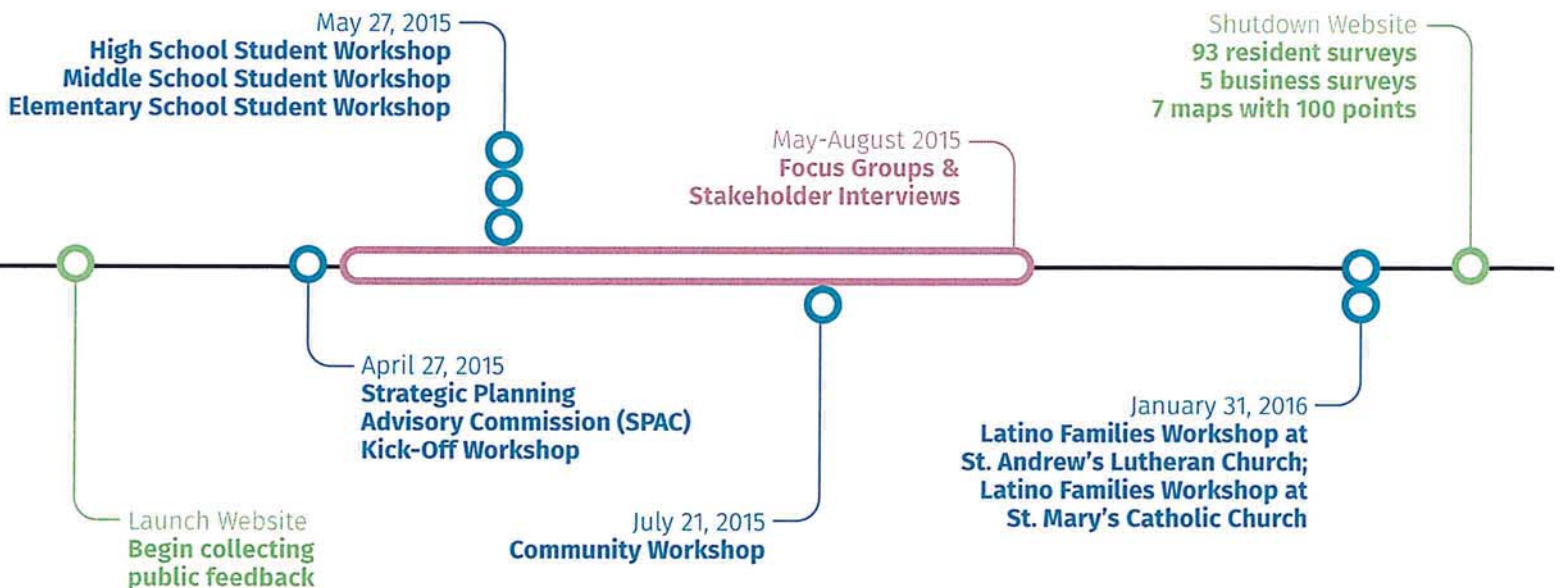 May 27, 2015
High School Student Workshop
Middle School Student Workshop
Elementary School Student Workshop
Shutdown Website
93 resident surveys
5 business surveys
7 maps with 100 points
May-August 2015
Focus Groups &
Stakeholder Interviews
April 27, 2015
Strategic Planning
Advisory Commission (SPAC)
Kick-Off Workshop
January 31, 2016
Latino Families Workshop at
St. Andrew's Lutheran Church;
Latino Families Workshop at
St. Mary's Catholic Church
Launch Website
Begin collecting
public feedback
July 21, 2015
Community Workshop